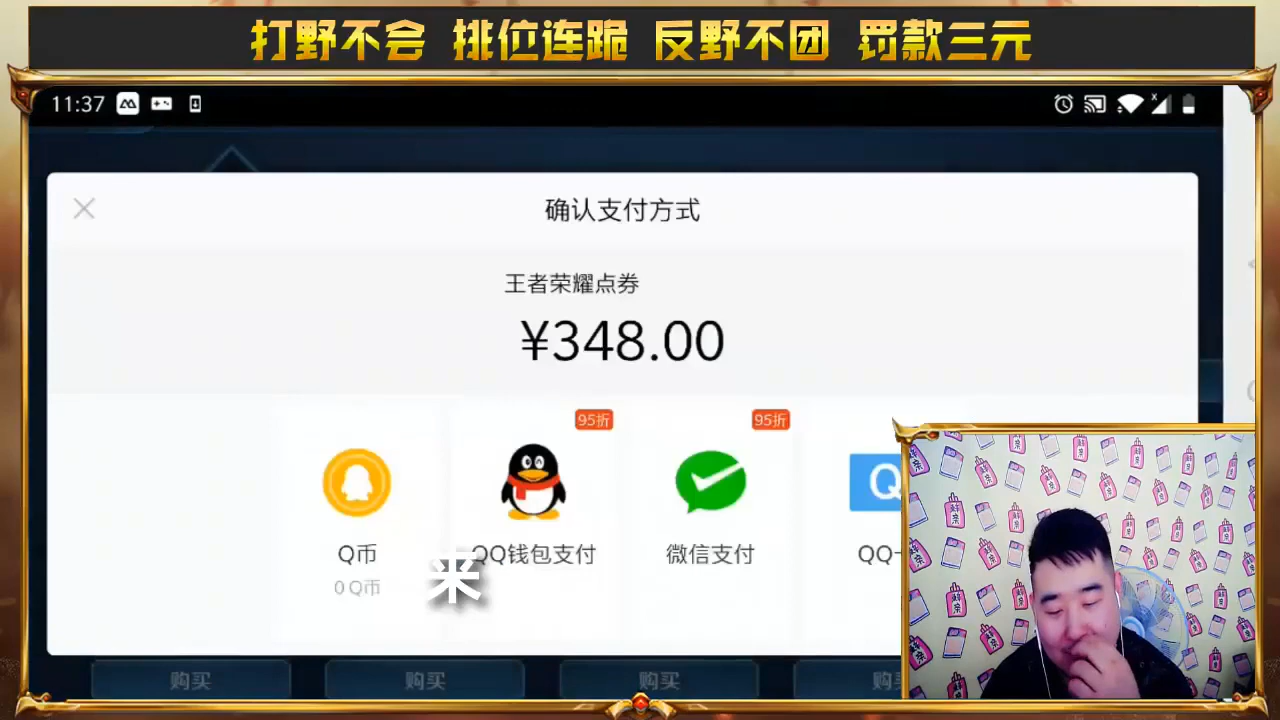 打野不会 排位连跪 反野不团 罚款三元
11:37
确认支付方式
王者荣耀点券
¥348.00
95折
95折
Q币
QQ钱包支付
微信支付
QQ
0 Q币
来
购买
购买
购买
购